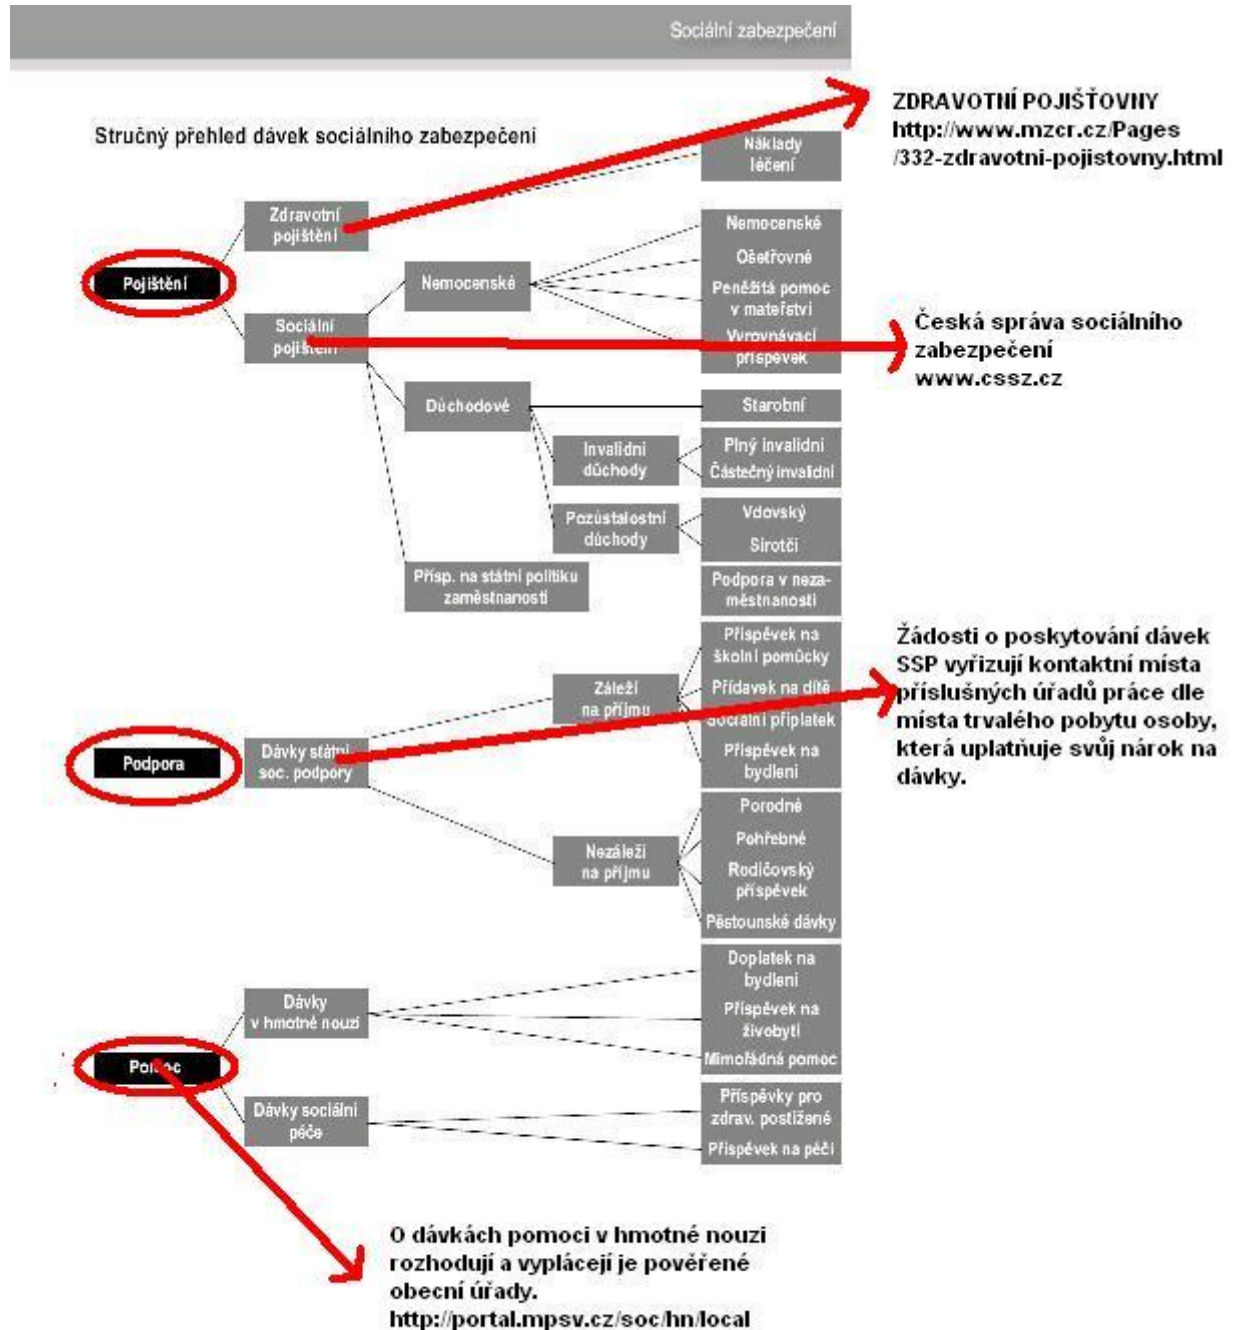 Sociální zabezpečení
ZDRAVOTNÍ POJIŠŤOVNY
http://www.mzcr.cz/Pages
/332-zdravotni-pojistovny.html
Stručný přehled dávek sociálního zabezpečení
Náklady
léčení
Zdravotní
pojištění
Pojištění
Sociální
pojištění
Nemocenské
Nemocenské
Ošetřovné
Peněžitá pomoc
v mateřství
Vyrovnávací
příspěvek
Česká správa sociálního
zabezpečení
www.cssz.cz
Důchodové
Starobní
Invalidní
důchody
Plný invalidní
Částečný invalidní
Pozůstalostní
důchody
Vdovský
Sirotčí
Přísp. na státní politiku
zaměstnanosti
Podpora v neza-
městnanosti
Podpora
Dávky státní
soc. podpory
Záleží
na příjmu
Příspěvek na
školní pomůcky
Přídavek na dítě
Sociální příplatek
Příspěvek na
bydlení
Žádosti o poskytování dávek
SSP vyřizují kontaktní místa
příslušných úřadů práce dle
místa trvalého pobytu osoby,
která uplatňuje svůj nárok na
dávky.
Nezáleží
na příjmu
Porodné
Pohřebné
Rodičovský
příspěvek
Pěstounské dávky
Pomoc
Dávky
v hmotné nouzi
Doplatek na
bydlení
Příspěvek na
živobytí
Mimořádná pomoc
Dávky sociální
péče
Příspěvky pro
zdrav. postižené
Příspěvek na péči
O dávkách pomoci v hmotné nouzi
rozhodují a vyplácejí je pověřené
obecní úřady.
http://portal.mpsv.cz/soc/hn/local